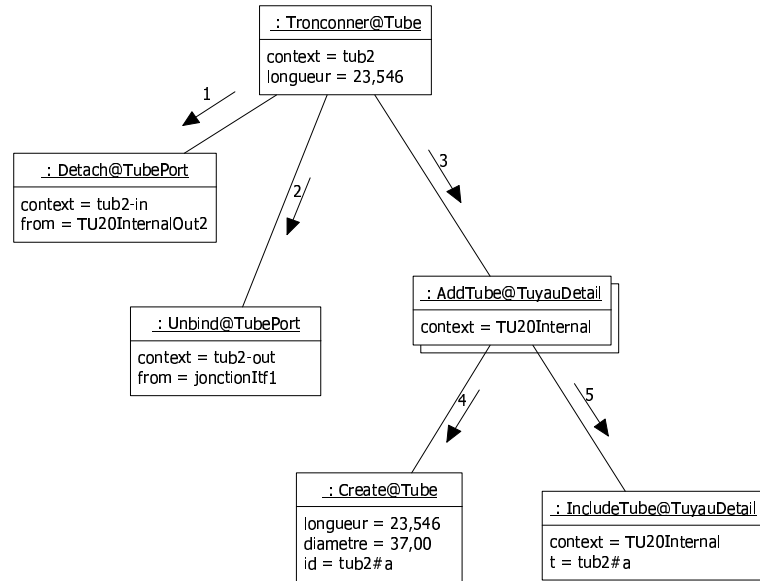 : Tronconner@Tube
context = tub2
longueur = 23,546
1
: Detach@TubePort
context = tub2-in
from = TU20InternalOut2
2
3
: Unbind@TubePort
context = tub2-out
from = jonctionItf1
: AddTube@TuyauDetail
context = TU20Internal
4
5
: Create@Tube
longueur = 23,546
diametre = 37,00
id = tub2#a
: IncludeTube@TuyauDetail
context = TU20Internal
t = tub2#a